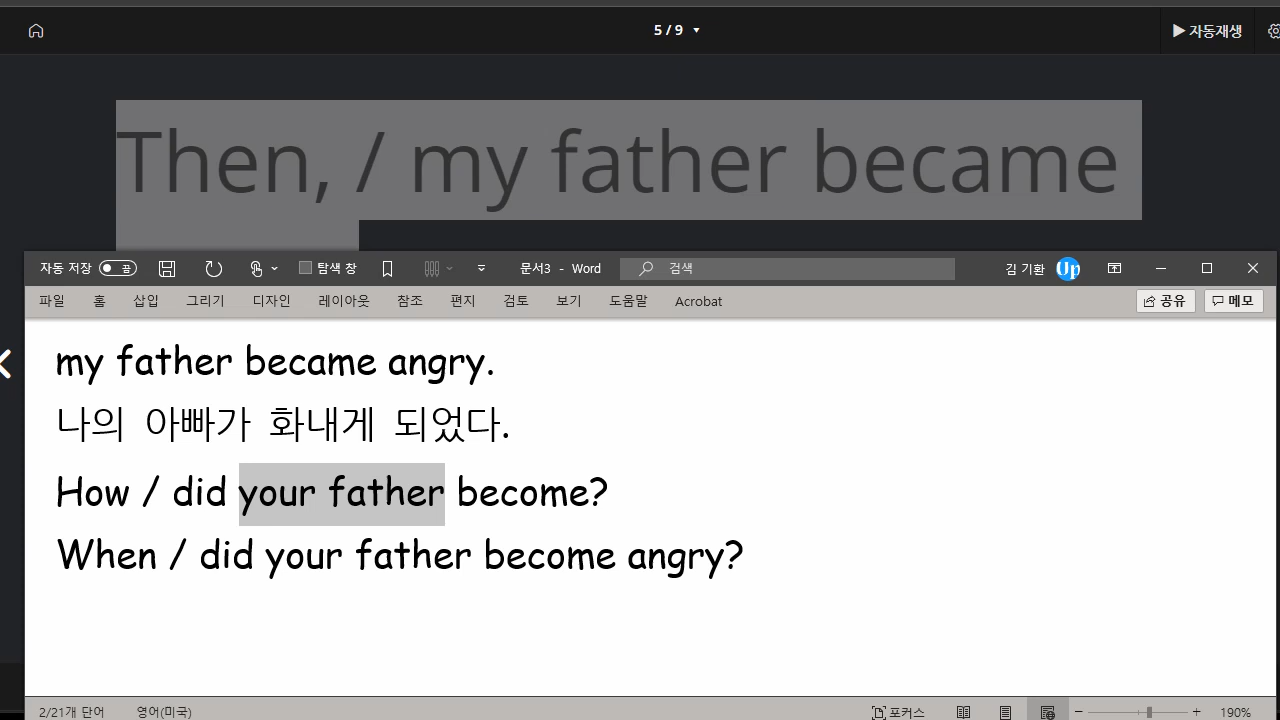 5 / 9
▶ 자동재생
Then, / my father became
자동 저장 끔 탐색 창 문서3 - Word 검색 김 기환 Up
파일 홈 삽입 그리기 디자인 레이아웃 참조 편지 검토 보기 도움말 Acrobat 공유 메모
my father became angry.
나의 아빠가 화내게 되었다.
How / did your father become?
When / did your father become angry?
2/21개 단어 영어(미국) 포커스 190%